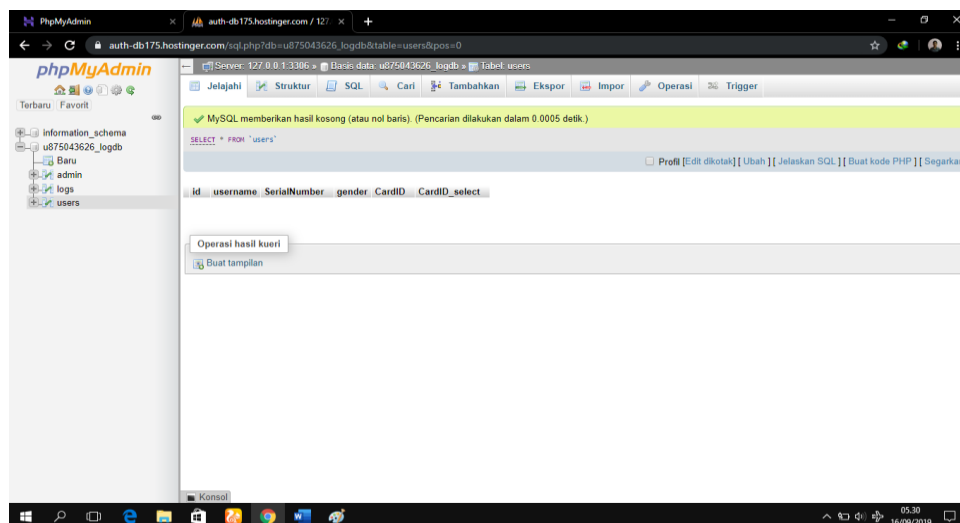 PhpMyAdmin
auth-db175.hostinger.com / 127
auth-db175.hostinger.com/sql.php?db=u875043626_logdb&table=users&pos=0
phpMyAdmin
Terbaru Favorit
information_schema
u875043626_logdb
Baru
admin
logs
users
Server: 127.0.0.1:3306 » Basis data: u875043626_logdb » Tabel: users
Jelajahi Struktur SQL Cari Tambahkan Ekspor Impor Operasi Trigger
MySQL memberikan hasil kosong (atau nol baris). (Pencarian dilakukan dalam 0.0005 detik.)
SELECT * FROM `users`
Profil [Edit dikotak] [ Ubah ] [ Jelaskan SQL ] [ Buat kode PHP ] [ Segarka
id username SerialNumber gender CardID CardID_select
Operasi hasil kueri
Buat tampilan
Konsol
05.30
16/09/2019